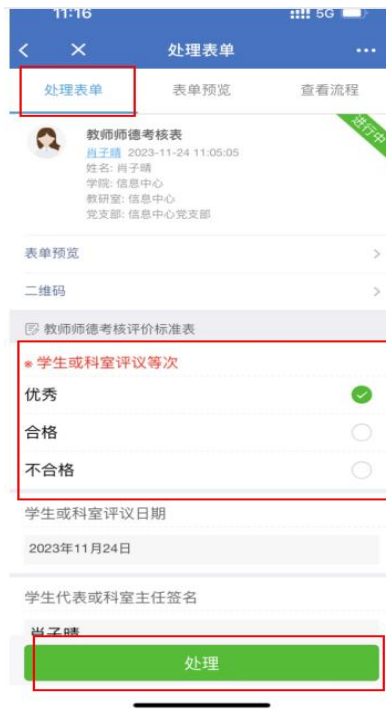 11:16
5G
处理表单
处理表单
表单预览
查看流程
进行中
教师师德考核表
肖子晴 2023-11-24 11:05:05
姓名: 肖子晴
学院: 信息中心
教研室: 信息中心
党支部: 信息中心党支部
表单预览
二维码
教师师德考核评价标准表
* 学生或科室评议等次
优秀
合格
不合格
学生或科室评议日期
2023年11月24日
学生代表或科室主任签名
肖子晴
处理